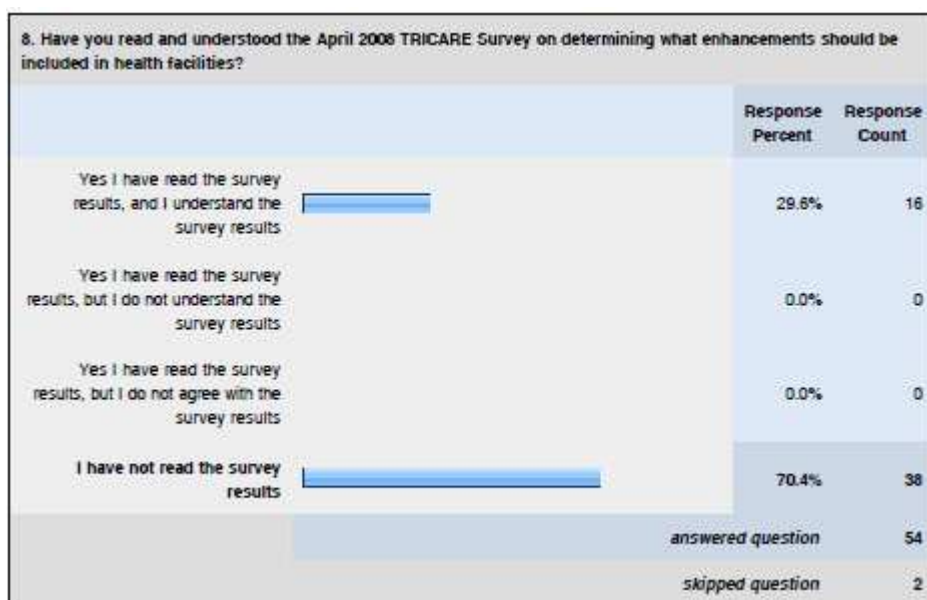 8. Have you read and understood the April 2008 TRICARE Survey on determining what enhancements should be
included in health facilities?
Response
Percent
Response
Count
Yes I have read the survey
results, and I understand the
survey results
29.6%
16
Yes I have read the survey
results, but I do not understand the
survey results
0.0%
0
Yes I have read the survey
results, but I do not agree with the
survey results
0.0%
0
I have not read the survey
results
70.4%
38
answered question
54
skipped question
2